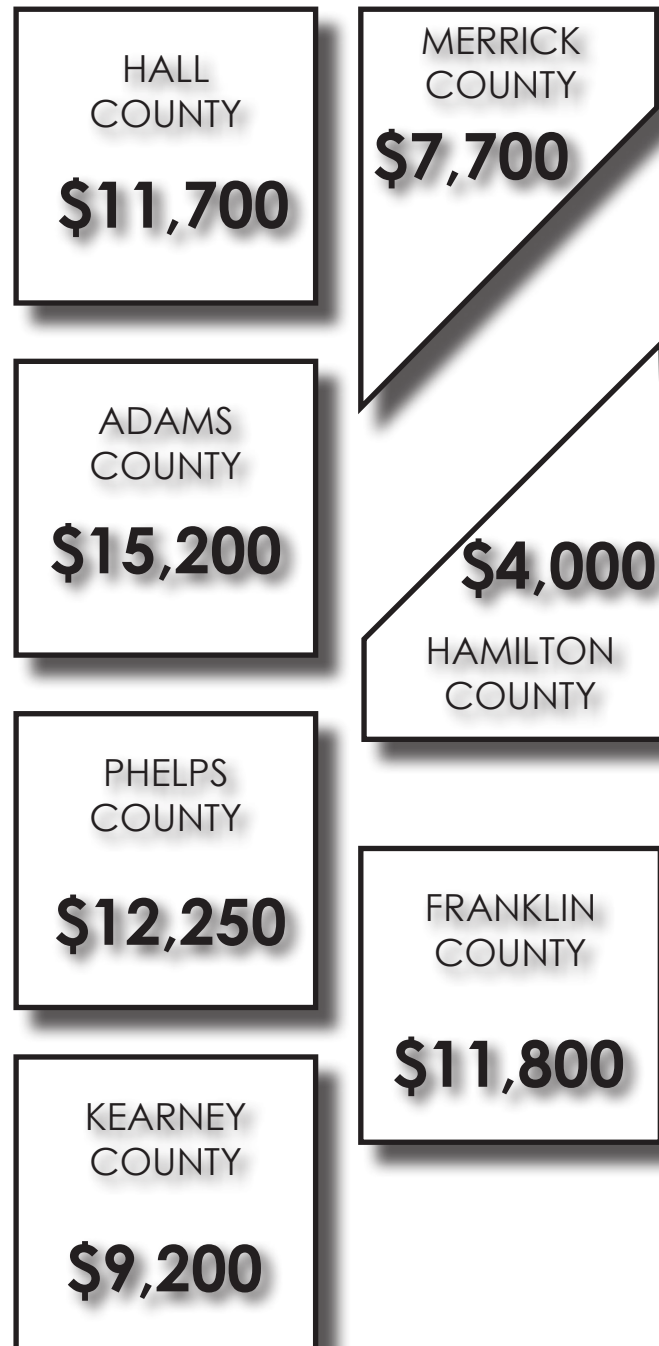 HALL
COUNTY
$11,700
MERRICK
COUNTY
$7,700
ADAMS
COUNTY
$15,200
$4,000
HAMILTON
COUNTY
PHELPS
COUNTY
$12,250
FRANKLIN
COUNTY
$11,800
KEARNEY
COUNTY
$9,200